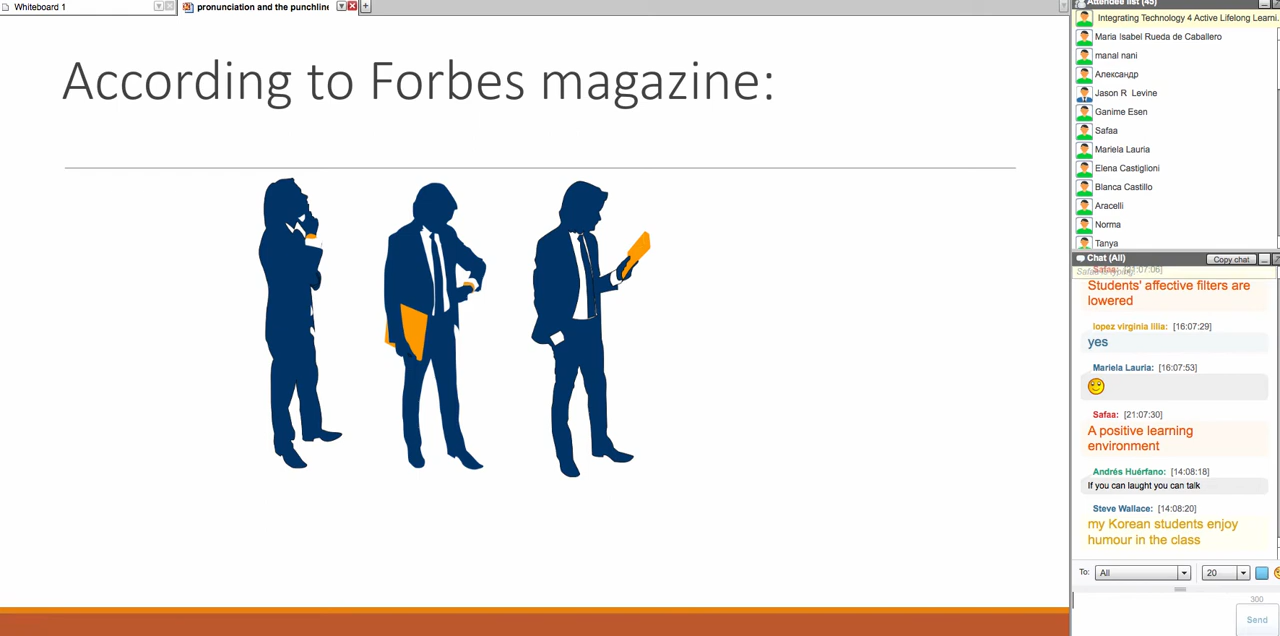 Whiteboard 1
pronunciation and the punchline
According to Forbes magazine:
Attendee list (45)
Integrating Technology 4 Active Lifelong Learni.
Maria Isabel Rueda de Caballero
manal nani
Александр
Jason R Levine
Ganime Esen
Safaa
Mariela Lauria
Elena Castiglioni
Blanca Castillo
Aracelli
Norma
Tanya
Chat (All)
Copy chat
Safaa: [21:07:06]
Students' affective filters are
lowered
lopez virginia lilia: [16:07:29]
yes
Mariela Lauria: [16:07:53]
Safaa: [21:07:30]
A positive learning
environment
Andrés Huérfano: [14:08:18]
If you can laught you can talk
Steve Wallace: [14:08:20]
my Korean students enjoy
humour in the class
To: All 20
300
Send